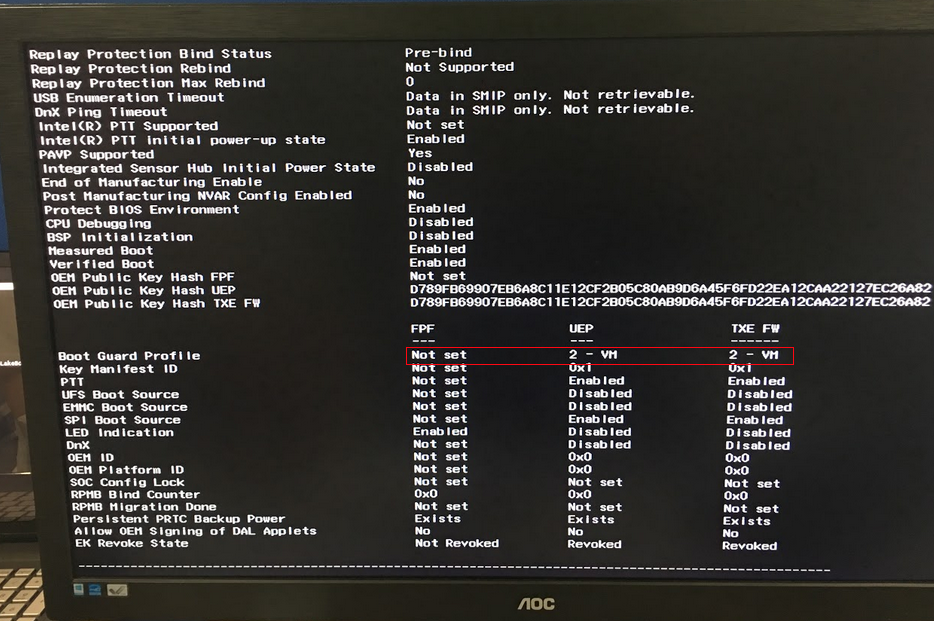 Replay Protection Bind Status Pre-bind
Replay Protection Rebind Not Supported
Replay Protection Max Rebind 0
USB Enumeration Timeout Data in SMIP only. Not retrievable.
DnX Ping Timeout Data in SMIP only. Not retrievable.
Intel(R) PTT Supported Not set
Intel(R) PTT initial power-up state Enabled
PAVP Supported Yes
Integrated Sensor Hub Initial Power State Disabled
End of Manufacturing Enable No
Post Manufacturing NVAR Config Enabled No
Protect BIOS Environment Enabled
CPU Debugging Disabled
BSP Initialization Disabled
Measured Boot Enabled
Verified Boot Enabled
OEM Public Key Hash FPF Not set
OEM Public Key Hash UEP D789FB69907EB6A8C11E12CF2B05C80AB9D6A45F6FD22EA12CAA22127EC26A82
OEM Public Key Hash TXE FW D789FB69907EB6A8C11E12CF2B05C80AB9D6A45F6FD22EA12CAA22127EC26A82
FPF UEP TXE FW
--- --- ------
Boot Guard Profile Not set 2 - VM 2 - VM
Key Manifest ID Not set 0x1 0x1
PTT Not set Enabled Enabled
UFS Boot Source Not set Disabled Disabled
EMMC Boot Source Not set Disabled Disabled
SPI Boot Source Not set Enabled Enabled
LED Indication Enabled Disabled Disabled
DnX Not set Disabled Disabled
OEM ID Not set 0x0 0x0
OEM Platform ID Not set 0x0 0x0
SOC Config Lock Not set Not set Not set
RPMB Bind Counter 0x0 0x0 0x0
RPMB Migration Done Not set Not set Not set
Persistent PRTC Backup Power Exists Exists Exists
Allow OEM Signing of DAL Applets No No No
EK Revoke State Not Revoked Revoked Revoked
AOC